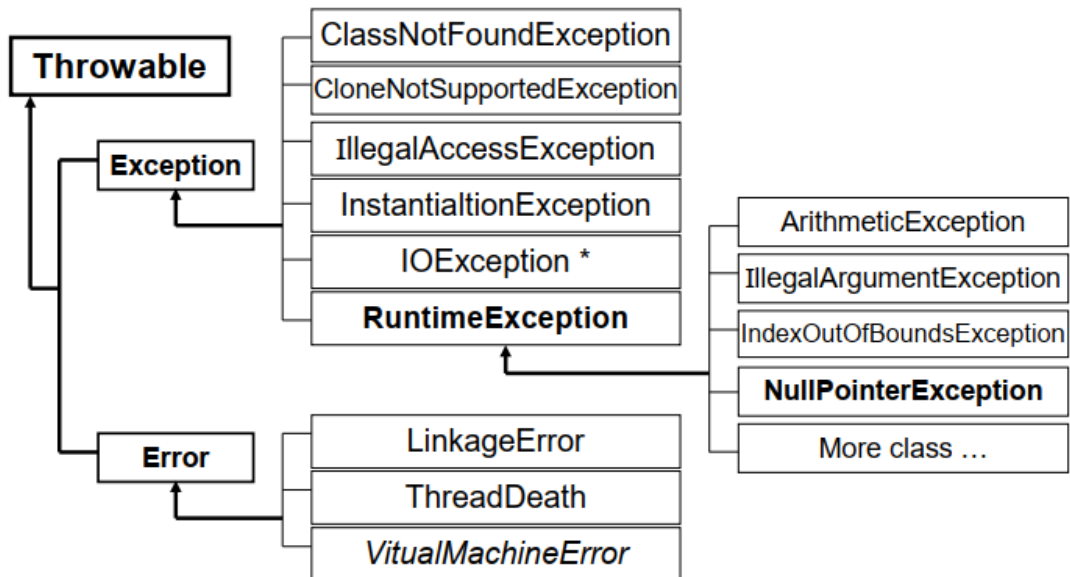 Throwable
Exception
ClassNotFoundException
CloneNotSupportedException
IllegalAccessException
InstantialtionException
IOException *
RuntimeException
ArithmeticException
IllegalArgumentException
IndexOutOfBoundsException
NullPointerException
More class …
Error
LinkageError
ThreadDeath
VitualMachineError